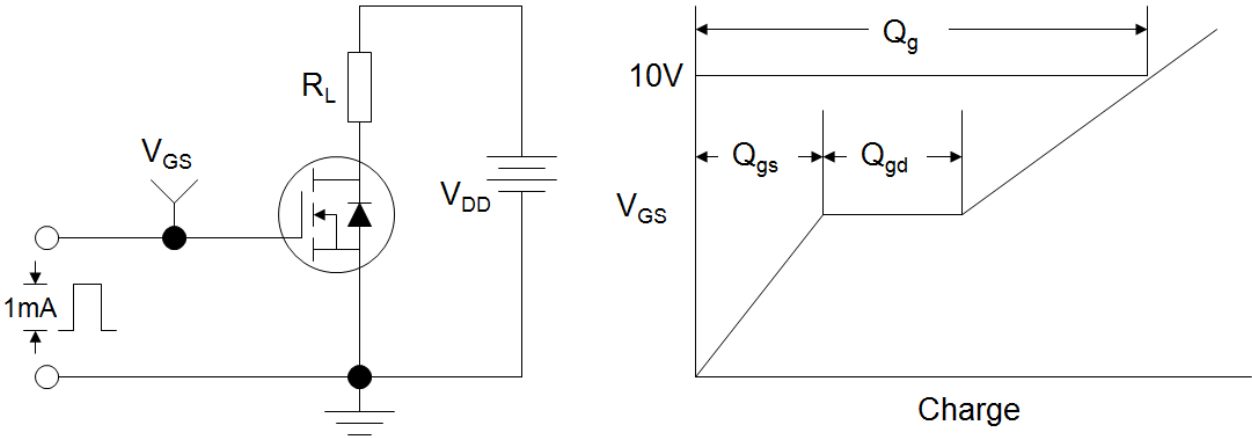 R_L
V_GS
V_DD
1mA
Q_g
10V
Q_gs
Q_gd
V_GS
Charge